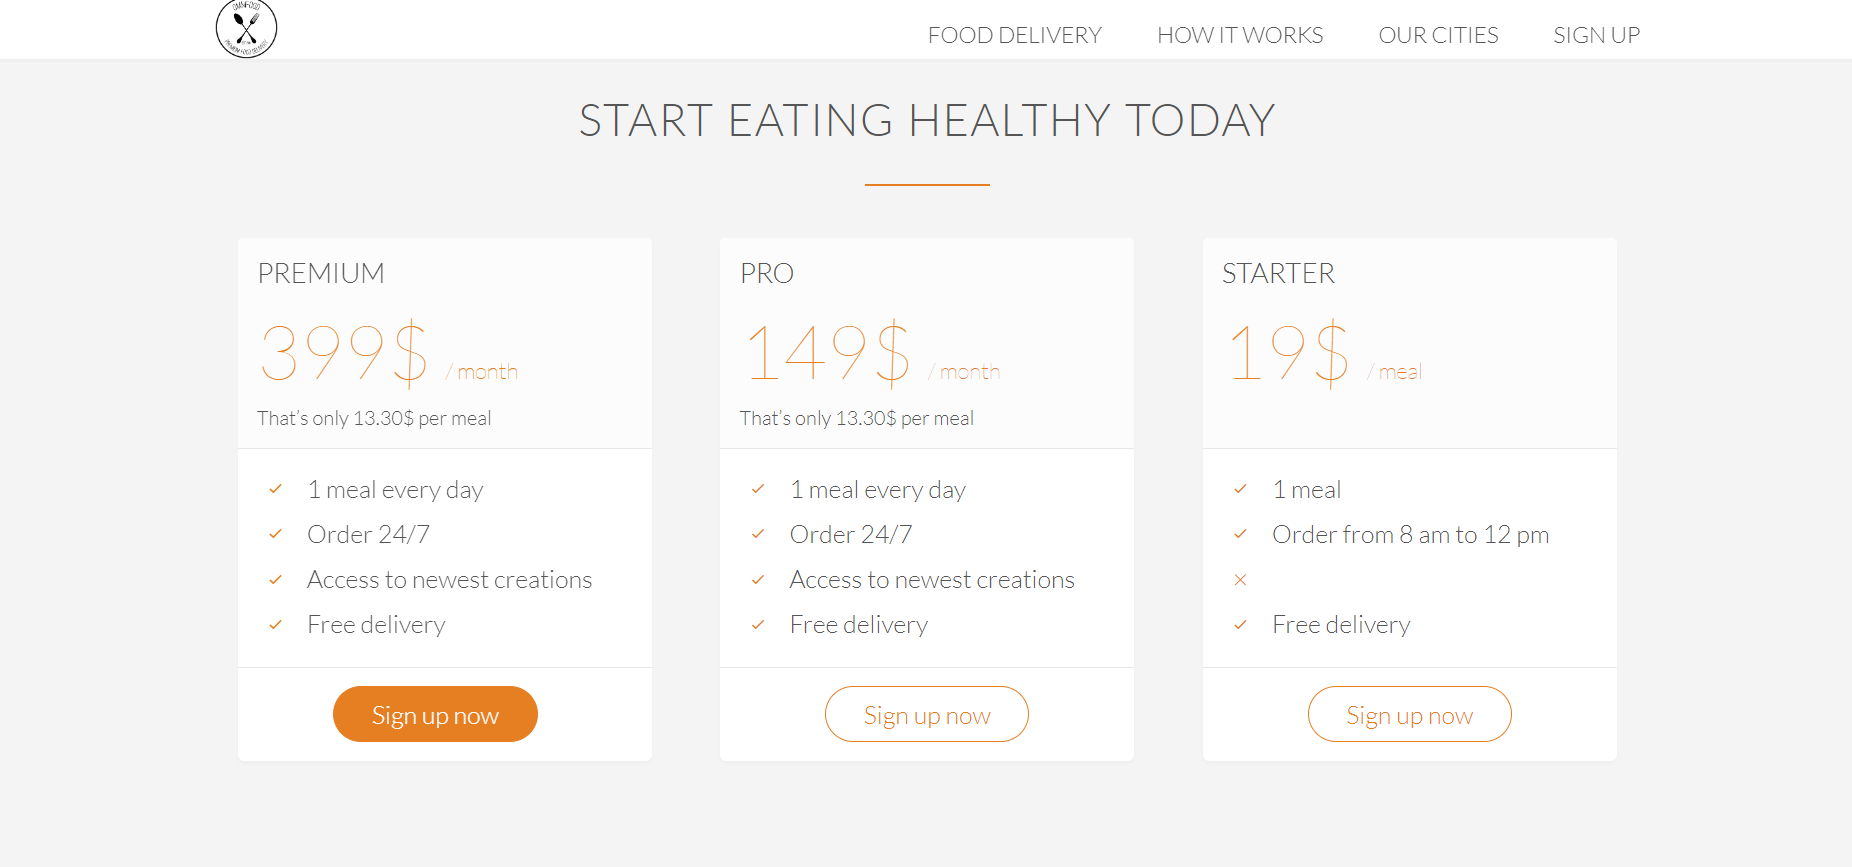 OMNIFOOD
PREMIUM FOOD DELIVERY
FOOD DELIVERY
HOW IT WORKS
OUR CITIES
SIGN UP
START EATING HEALTHY TODAY
PREMIUM
399$ / month
That's only 13.30$ per meal
1 meal every day
Order 24/7
Access to newest creations
Free delivery
Sign up now
PRO
149$ / month
That's only 13.30$ per meal
1 meal every day
Order 24/7
Access to newest creations
Free delivery
Sign up now
STARTER
19$ / meal
1 meal
Order from 8 am to 12 pm
Free delivery
Sign up now